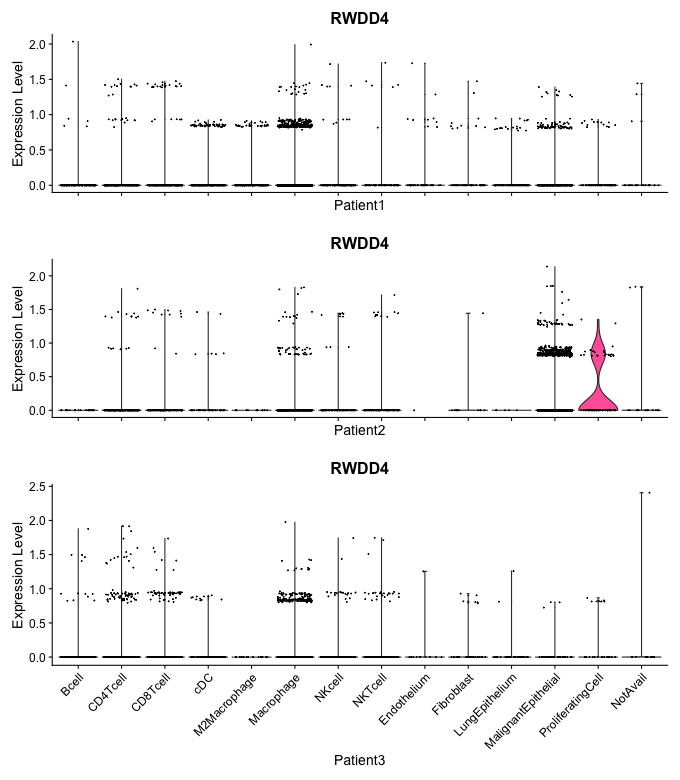 RWDD4
Expression Level
2.0
1.5
1.0
0.5
0.0
Patient1
RWDD4
Expression Level
2.0
1.5
1.0
0.5
0.0
Patient2
RWDD4
Expression Level
2.5
2.0
1.5
1.0
0.5
0.0
Bcell
CD4Tcell
CD8Tcell
cDC
M2Macrophage
Macrophage
NKcell
NKTcell
Endothelium
Fibroblast
LungEpithelium
MalignantEpithelial
ProliferatingCell
NotAvail
Patient3